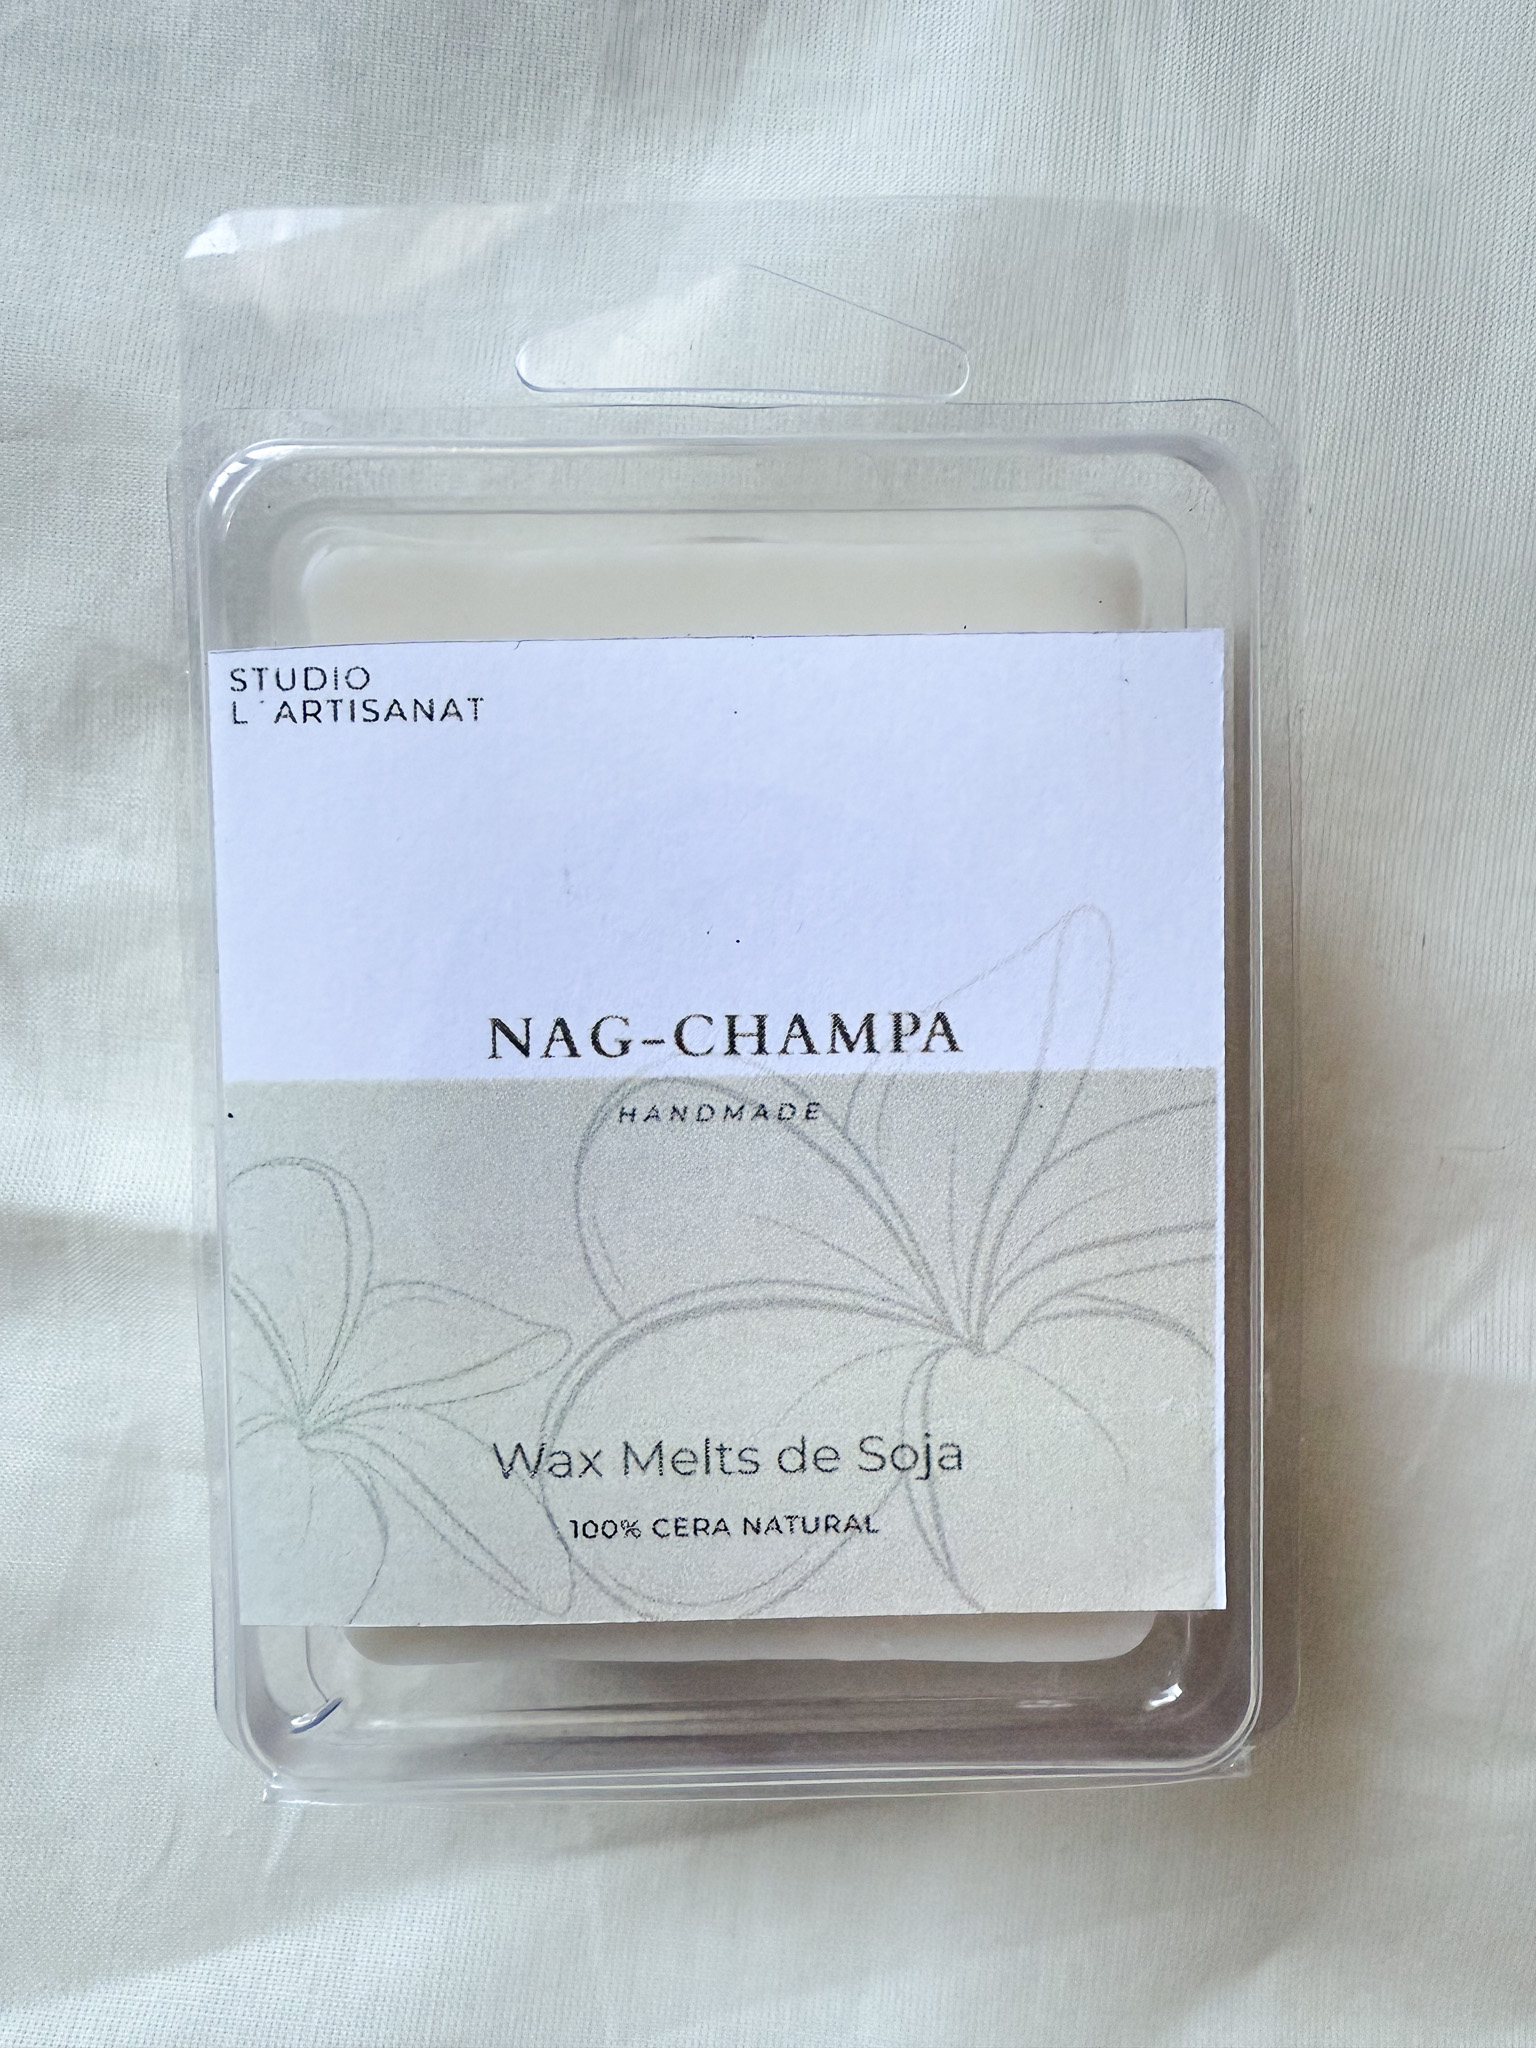 STUDIO
L´ARTISANAT
NAG-CHAMPA
HANDMADE
Wax Melts de Soja
100% CERA NATURAL